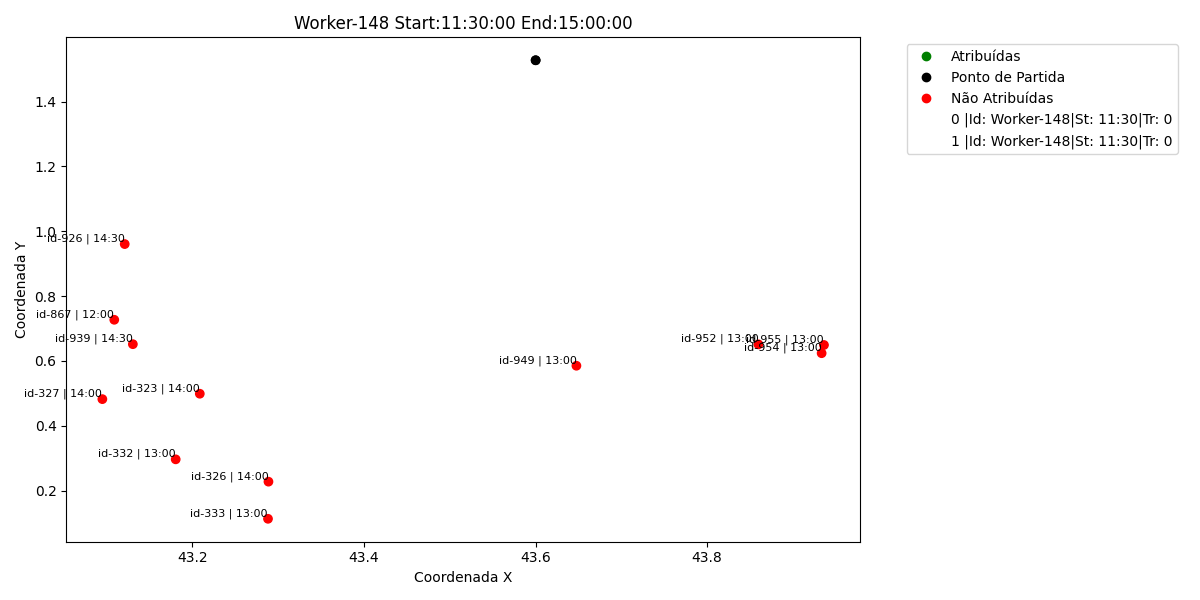 Worker-148 Start:11:30:00 End:15:00:00
Atribuídas
Ponto de Partida
Não Atribuídas
0 |Id: Worker-148|St: 11:30|Tr: 0
1 |Id: Worker-148|St: 11:30|Tr: 0
Coordenada Y
1.4
1.2
1.0
0.8
0.6
0.4
0.2
id-926 | 14:30
id-867 | 12:00
id-939 | 14:30
id-952 | 13:00
id-955 | 13:00
id-954 | 13:00
id-949 | 13:00
id-323 | 14:00
id-327 | 14:00
id-332 | 13:00
id-326 | 14:00
id-333 | 13:00
43.2
43.4
43.6
43.8
Coordenada X